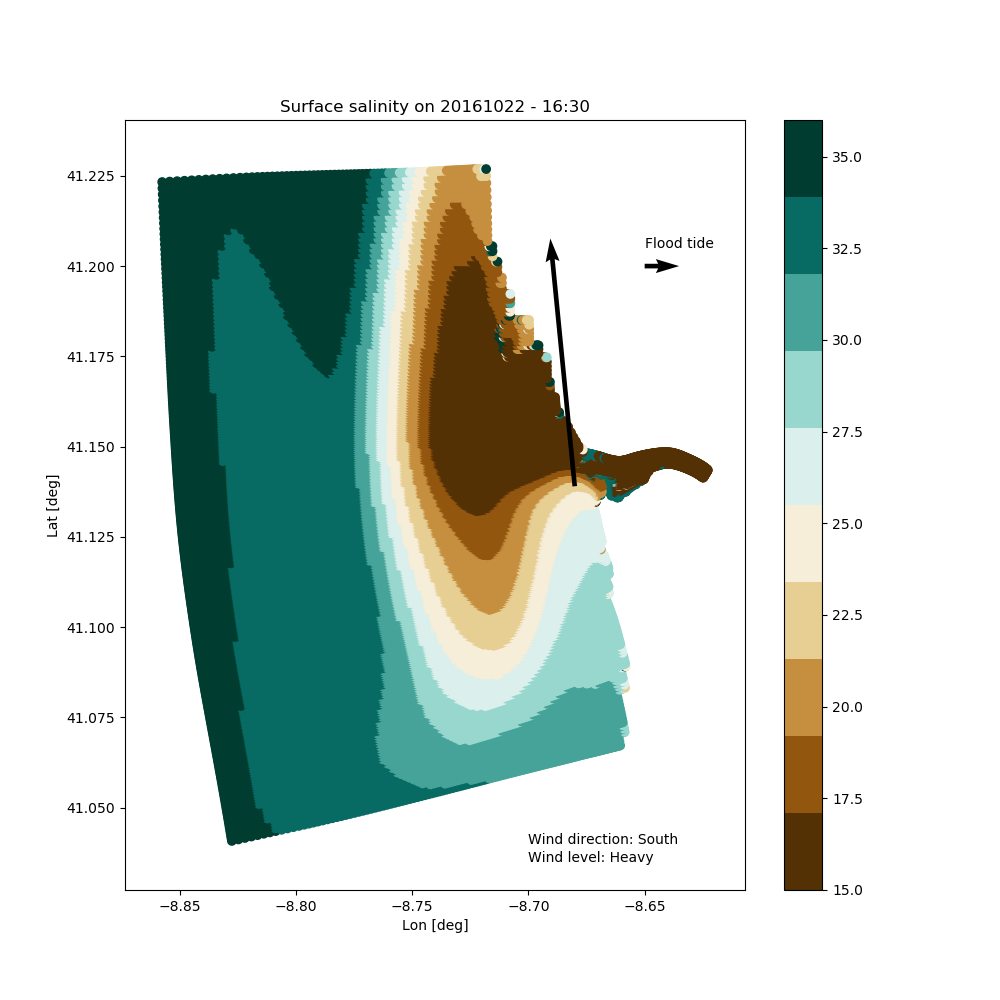 Surface salinity on 20161022 - 16:30
Lat [deg]
41.225
41.200
41.175
41.150
41.125
41.100
41.075
41.050
Flood tide
Wind direction: South
Wind level: Heavy
−8.85 −8.80 −8.75 −8.70 −8.65
Lon [deg]
35.0
32.5
30.0
27.5
25.0
22.5
20.0
17.5
15.0